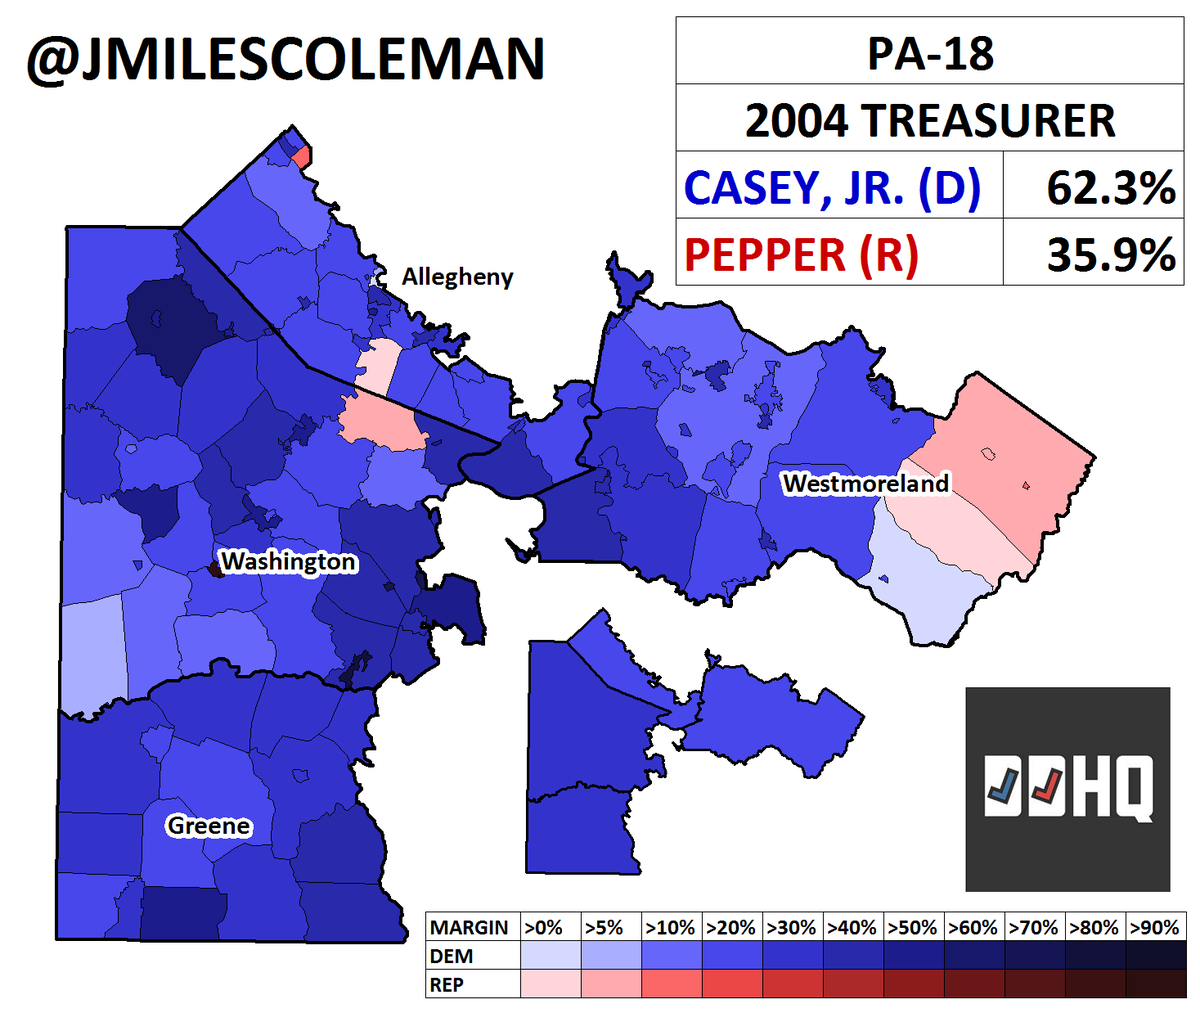 @JMILESCOLEMAN
PA-18
2004 TREASURER
CASEY, JR. (D) 62.3%
PEPPER (R) 35.9%
Allegheny
Westmoreland
Washington
Greene
HQ
MARGIN >0% >5% >10% >20% >30% >40% >50% >60% >70% >80% >90%
DEM
REP